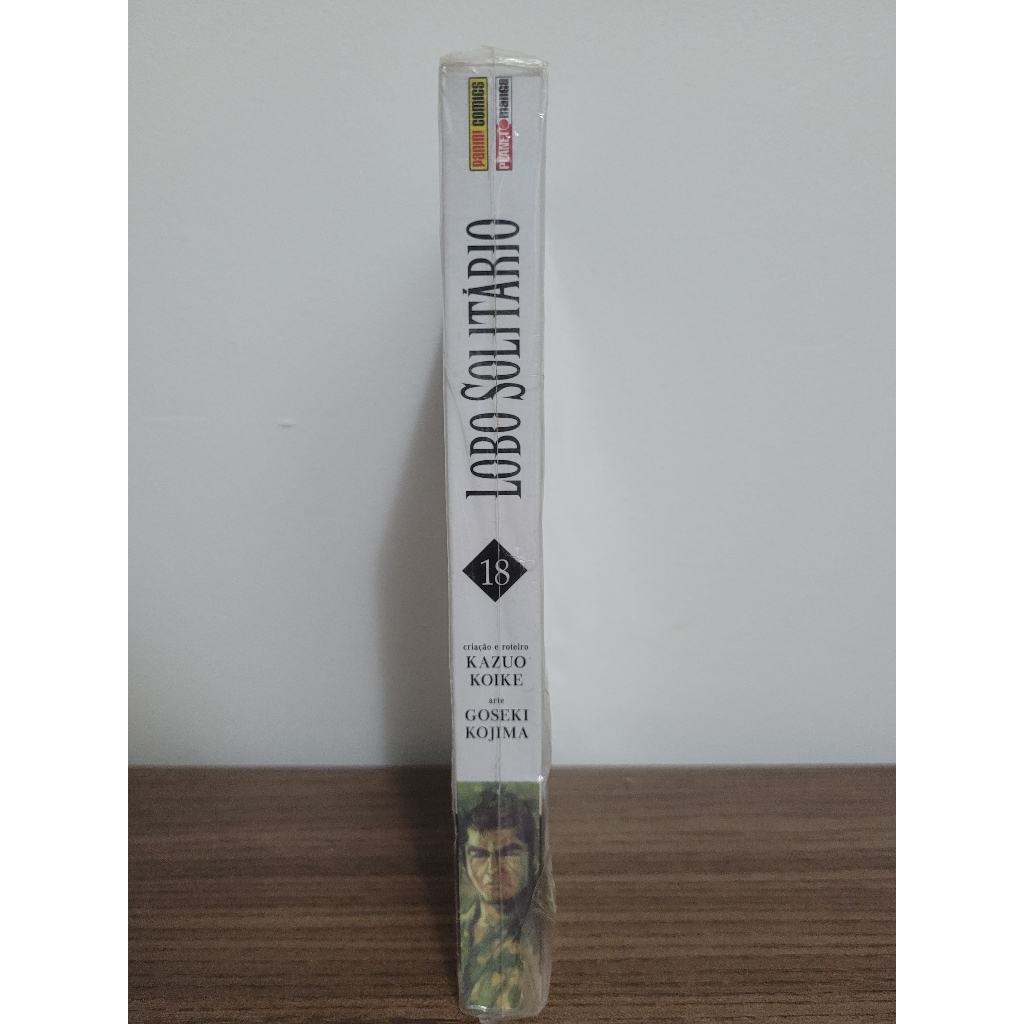 PANINI COMICS
PLANET manga
LOBO SOLITÁRIO
18
criação e roteiro
KAZUO
KOIKE
arte
GOSEKI
KOJIMA